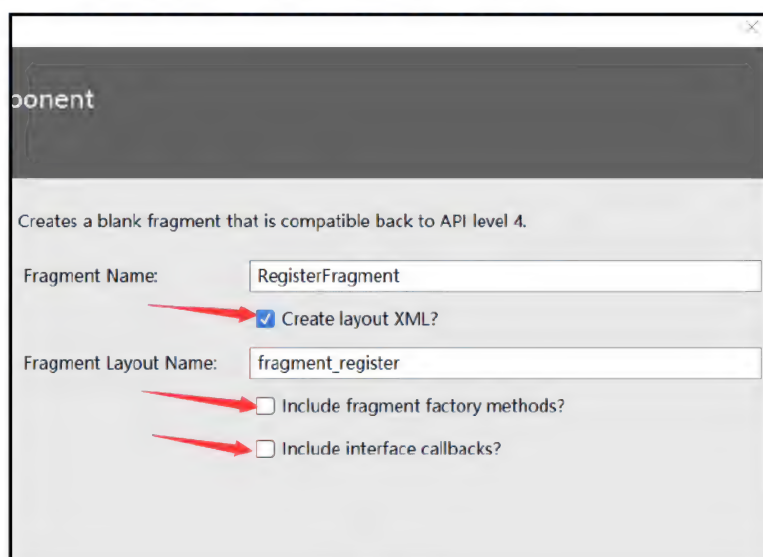 ponent
Creates a blank fragment that is compatible back to API level 4.
Fragment Name: RegisterFragment
Create layout XML?
Fragment Layout Name: fragment_register
Include fragment factory methods?
Include interface callbacks?